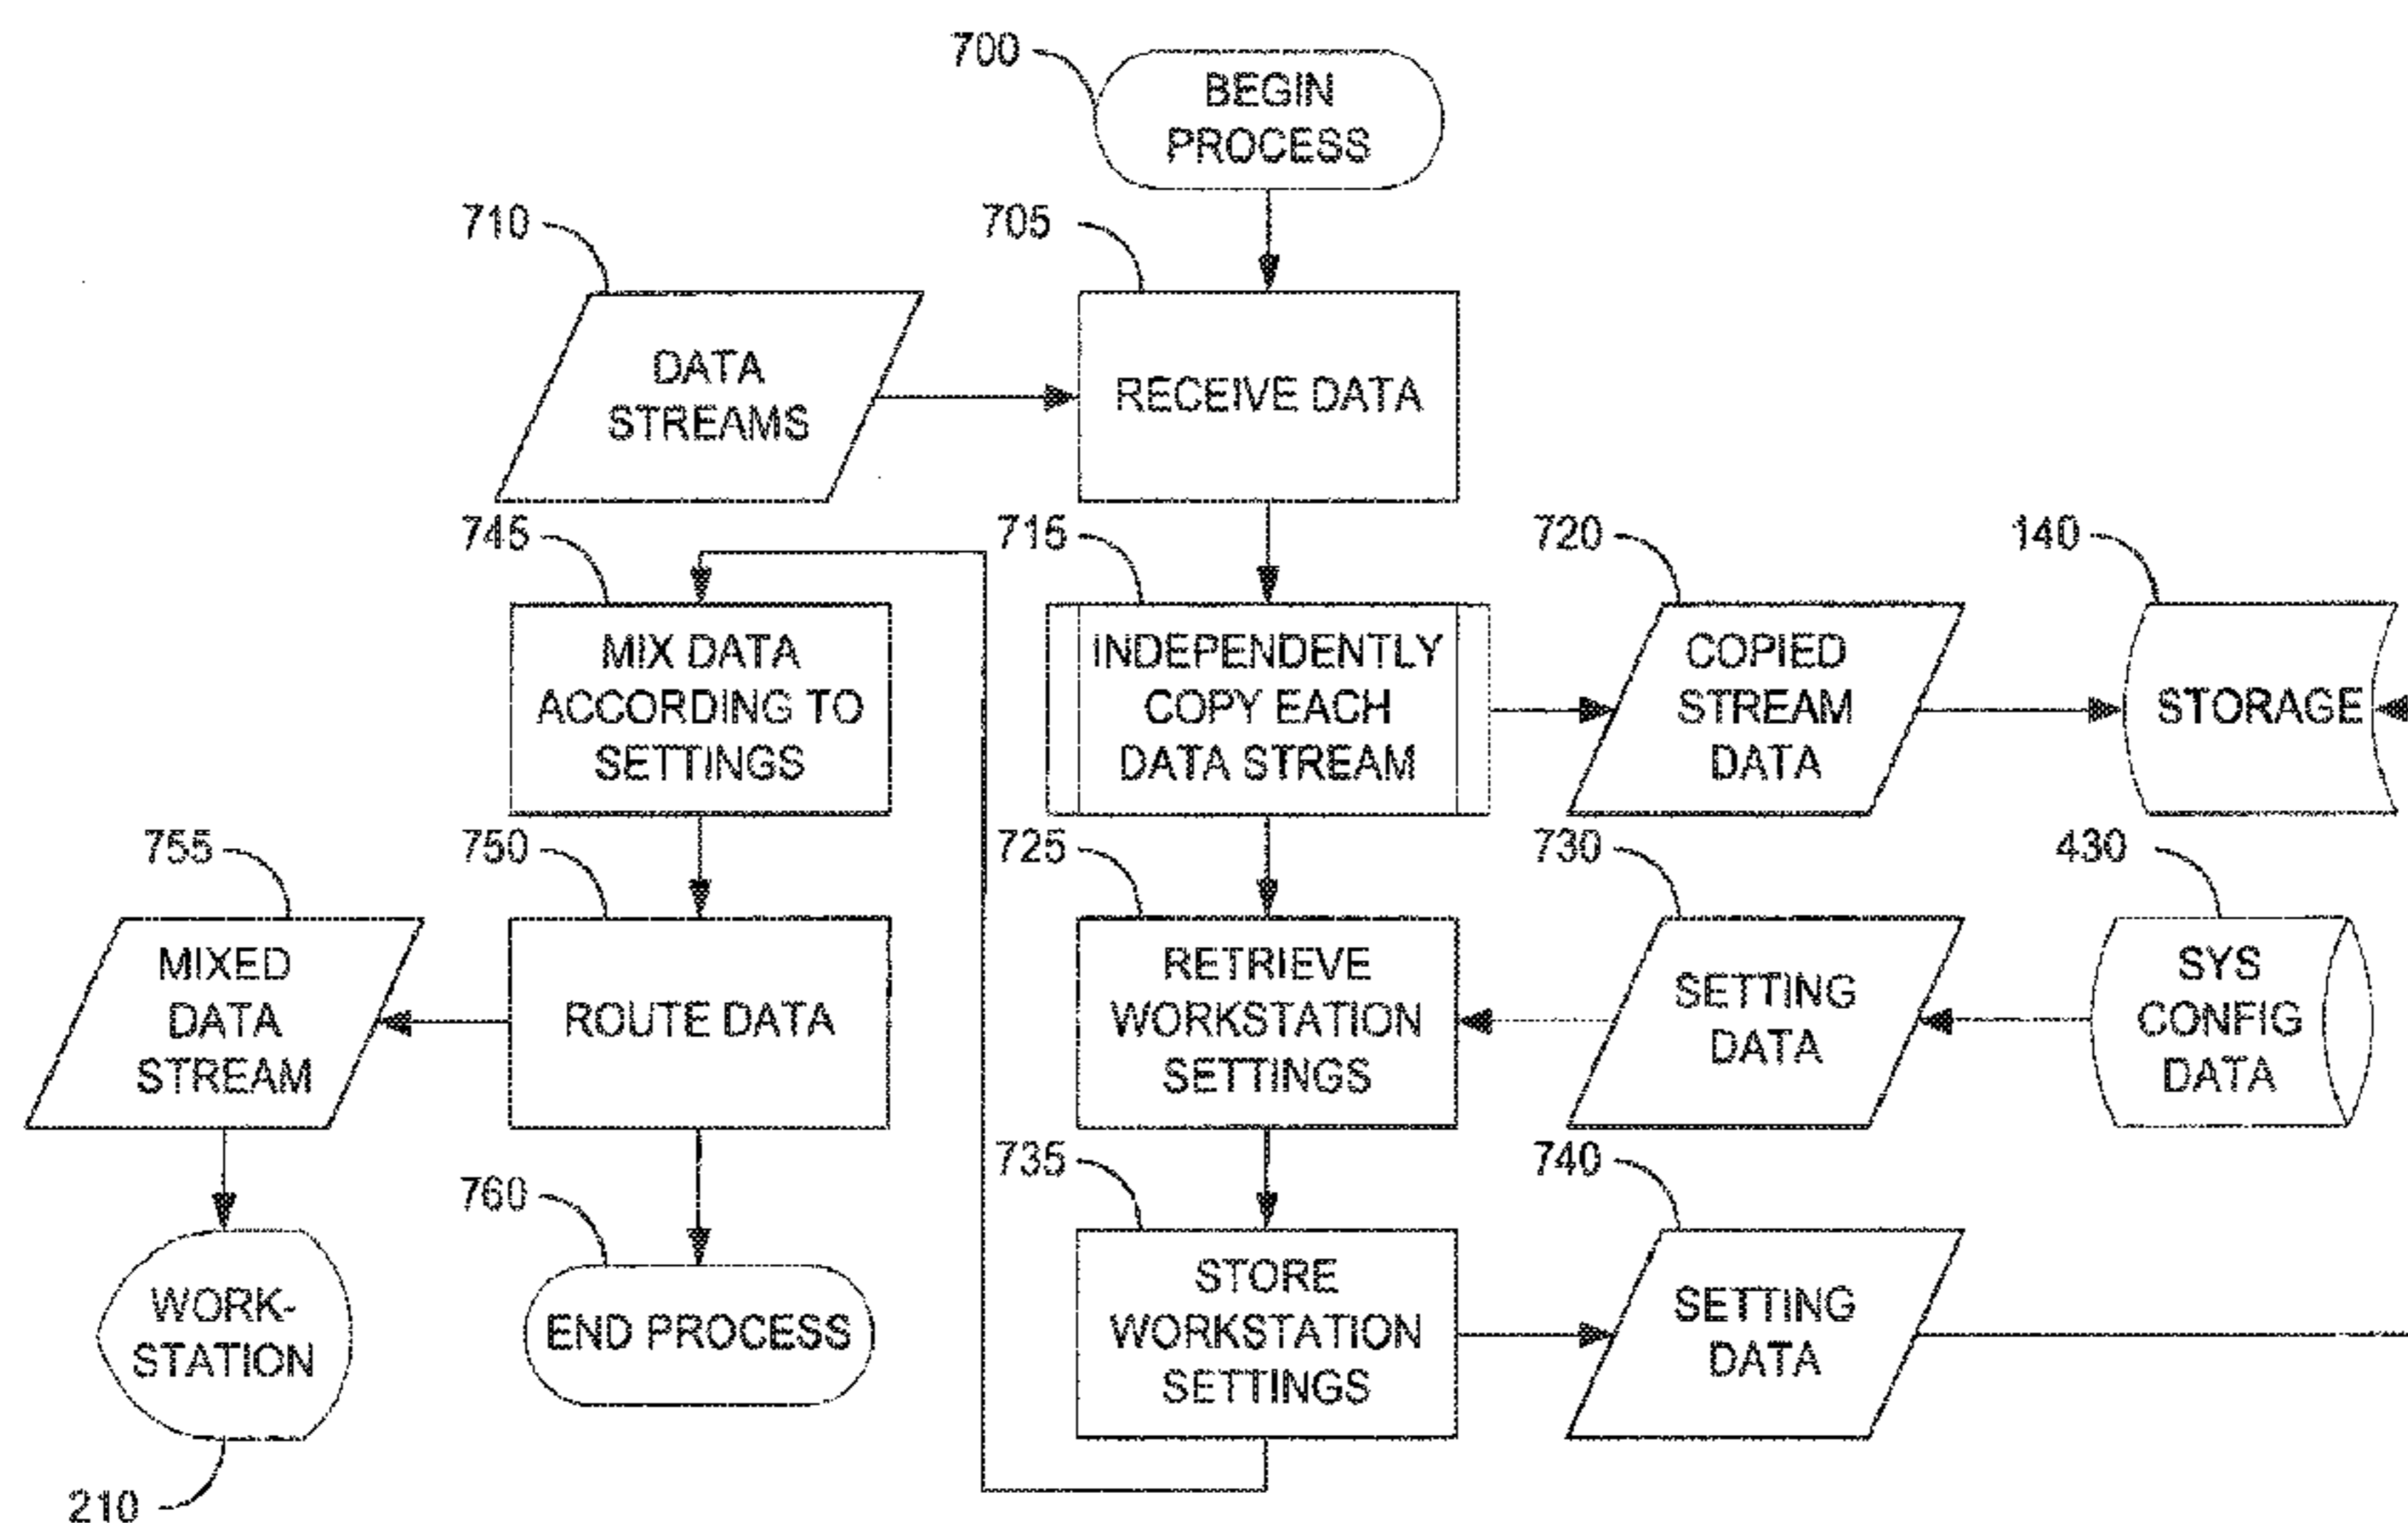 700
BEGIN
PROCESS
710
705
DATA
STREAMS
RECEIVE DATA
745
715
720
140
MIX DATA
ACCORDING TO
SETTINGS
INDEPENDENTLY
COPY EACH
DATA STREAM
COPIED
STREAM
DATA
STORAGE
755
750
725
730
430
MIXED
DATA
STREAM
ROUTE DATA
RETRIEVE
WORKSTATION
SETTINGS
SETTING
DATA
SYS
CONFIG
DATA
760
735
740
WORK-
STATION
END PROCESS
STORE
WORKSTATION
SETTINGS
SETTING
DATA
210